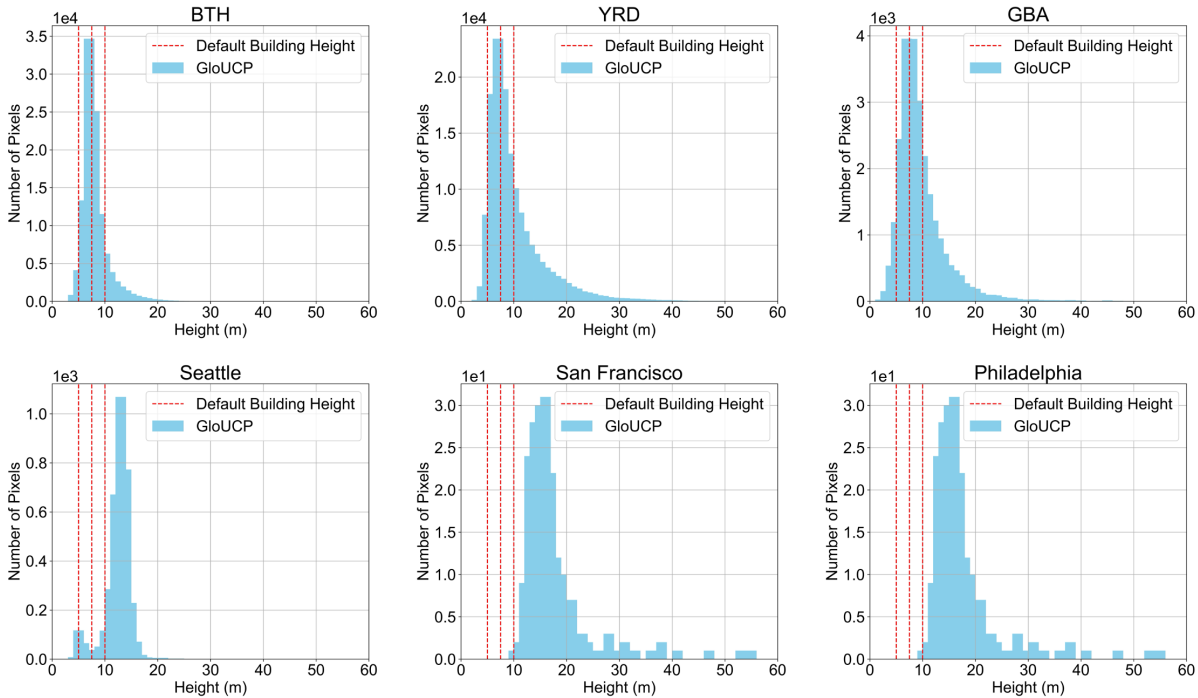 BTH
1e4
Default Building Height
GloUCP
3.5
3.0
2.5
2.0
1.5
1.0
0.5
0.0
Number of Pixels
0 10 20 30 40 50 60
Height (m)
YRD
1e4
Default Building Height
GloUCP
2.0
1.5
1.0
0.5
0.0
Number of Pixels
0 10 20 30 40 50 60
Height (m)
GBA
1e3
Default Building Height
GloUCP
4
3
2
1
0
Number of Pixels
0 10 20 30 40 50 60
Height (m)
Seattle
1e3
Default Building Height
GloUCP
1.0
0.8
0.6
0.4
0.2
0.0
Number of Pixels
0 10 20 30 40 50 60
Height (m)
San Francisco
1e1
Default Building Height
GloUCP
3.0
2.5
2.0
1.5
1.0
0.5
0.0
Number of Pixels
0 10 20 30 40 50 60
Height (m)
Philadelphia
1e1
Default Building Height
GloUCP
3.0
2.5
2.0
1.5
1.0
0.5
0.0
Number of Pixels
0 10 20 30 40 50 60
Height (m)